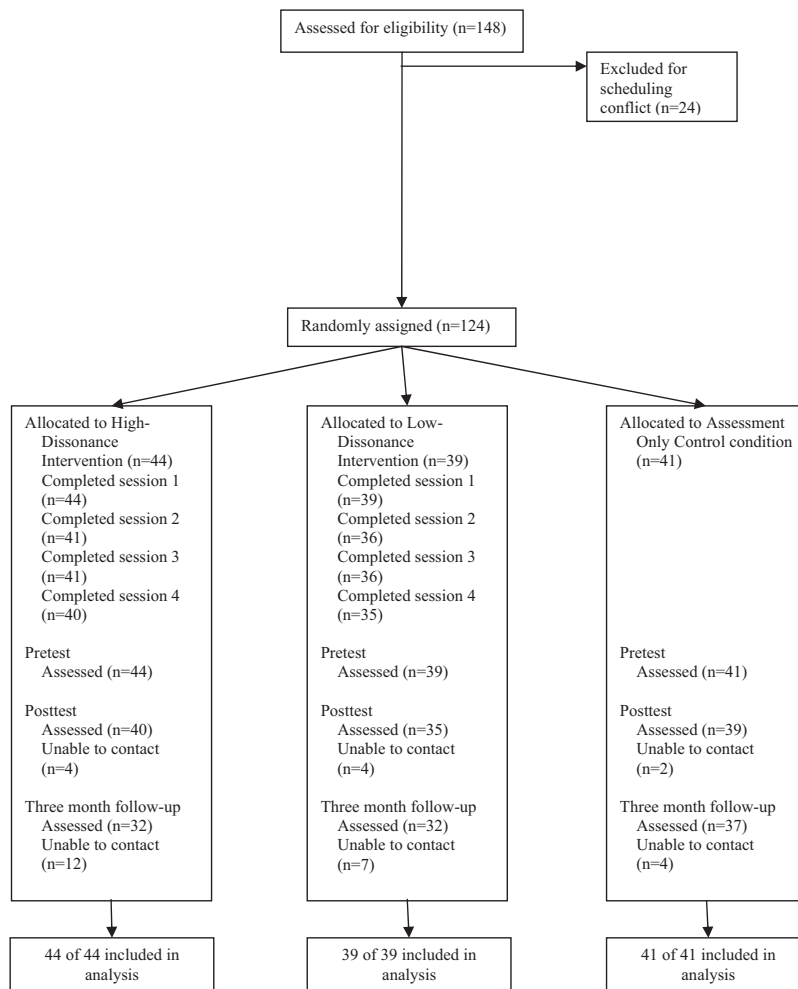 Assessed for eligibility (n=148)
Excluded for
scheduling
conflict (n=24)
Randomly assigned (n=124)
Allocated to High-
Dissonance
Intervention (n=44)
Completed session 1
(n=44)
Completed session 2
(n=41)
Completed session 3
(n=41)
Completed session 4
(n=40)
Pretest
Assessed (n=44)
Posttest
Assessed (n=40)
Unable to contact
(n=4)
Three month follow-up
Assessed (n=32)
Unable to contact
(n=12)
Allocated to Low-
Dissonance
Intervention (n=39)
Completed session 1
(n=39)
Completed session 2
(n=36)
Completed session 3
(n=36)
Completed session 4
(n=35)
Pretest
Assessed (n=39)
Posttest
Assessed (n=35)
Unable to contact
(n=4)
Three month follow-up
Assessed (n=32)
Unable to contact
(n=7)
Allocated to Assessment
Only Control condition
(n=41)
Pretest
Assessed (n=41)
Posttest
Assessed (n=39)
Unable to contact
(n=2)
Three month follow-up
Assessed (n=37)
Unable to contact
(n=4)
44 of 44 included in
analysis
39 of 39 included in
analysis
41 of 41 included in
analysis